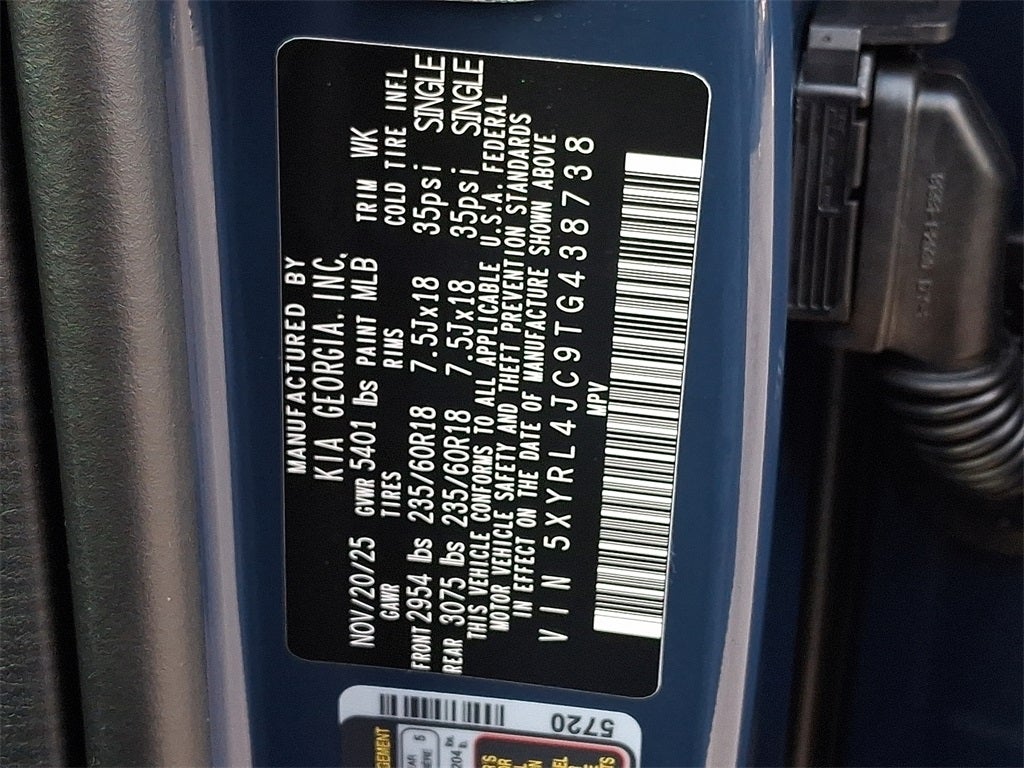 MANUFACTURED BY
KIA GEORGIA, INC.
NOV/20/25 GVWR 5401 lbs PAINT MLB TRIM WK
GAWR TIRES RIMS COLD TIRE INFL
FRONT 2954 lbs 235/60R18 7.5Jx18 35psi SINGLE
REAR 3075 lbs 235/60R18 7.5Jx18 35psi SINGLE
THIS VEHICLE CONFORMS TO ALL APPLICABLE U.S.A. FEDERAL
MOTOR VEHICLE SAFETY AND THEFT PREVENTION STANDARDS
IN EFFECT ON THE DATE OF MANUFACTURE SHOWN ABOVE
VIN 5XYRL4JC9TG438738
MPV
5720